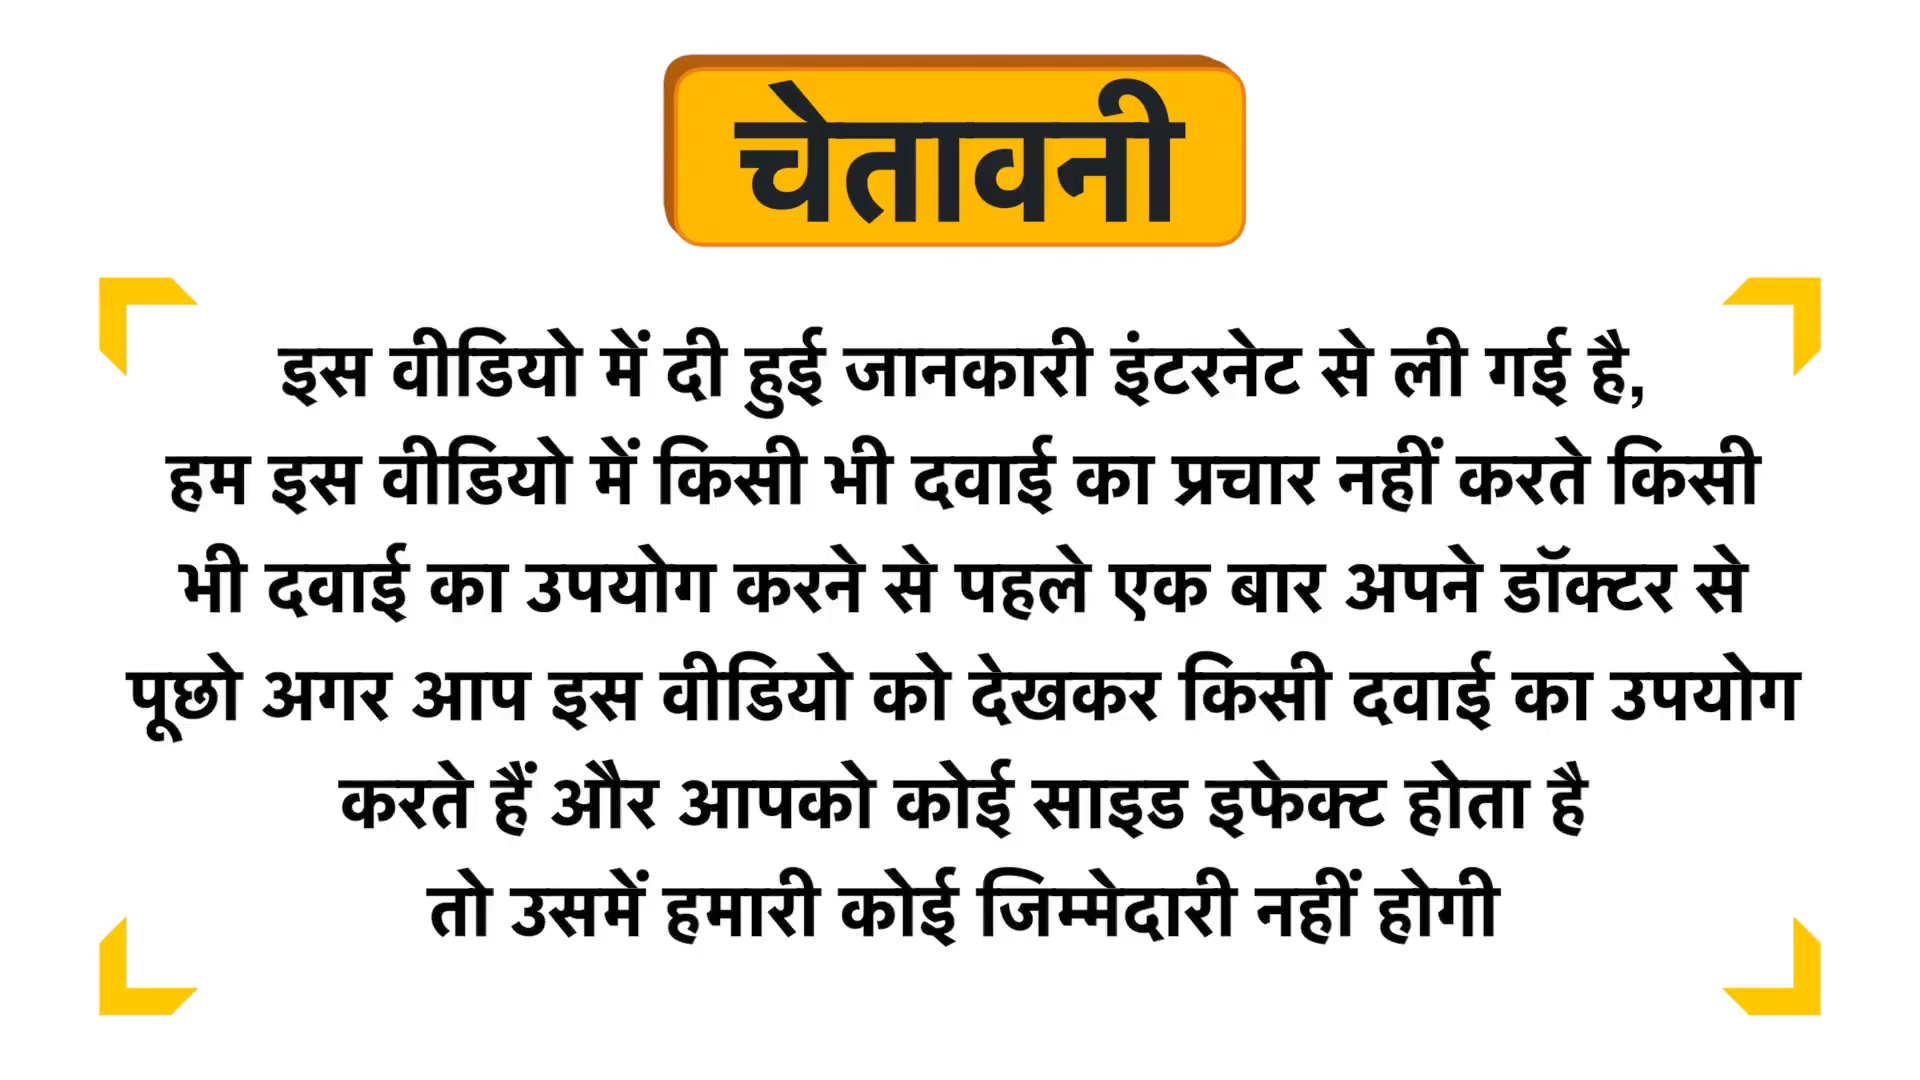 चेतावनी
इस वीडियो में दी हुई जानकारी इंटरनेट से ली गई है,
हम इस वीडियो में किसी भी दवाई का प्रचार नहीं करते किसी
भी दवाई का उपयोग करने से पहले एक बार अपने डॉक्टर से
पूछो अगर आप इस वीडियो को देखकर किसी दवाई का उपयोग
करते हैं और आपको कोई साइड इफेक्ट होता है
तो उसमें हमारी कोई जिम्मेदारी नहीं होगी